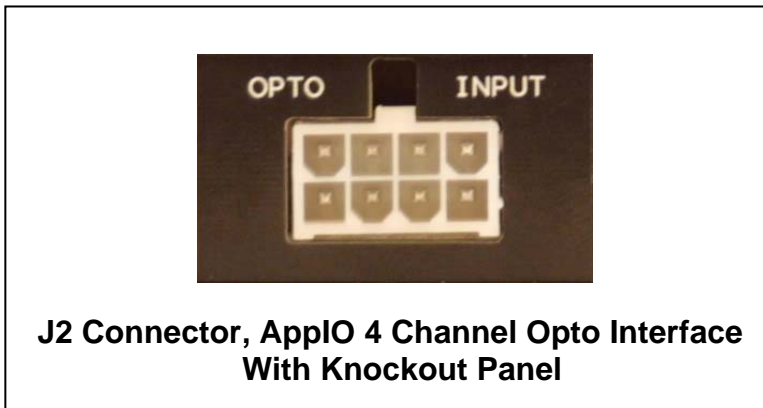 OPTO INPUT
J2 Connector, AppIO 4 Channel Opto Interface
With Knockout Panel